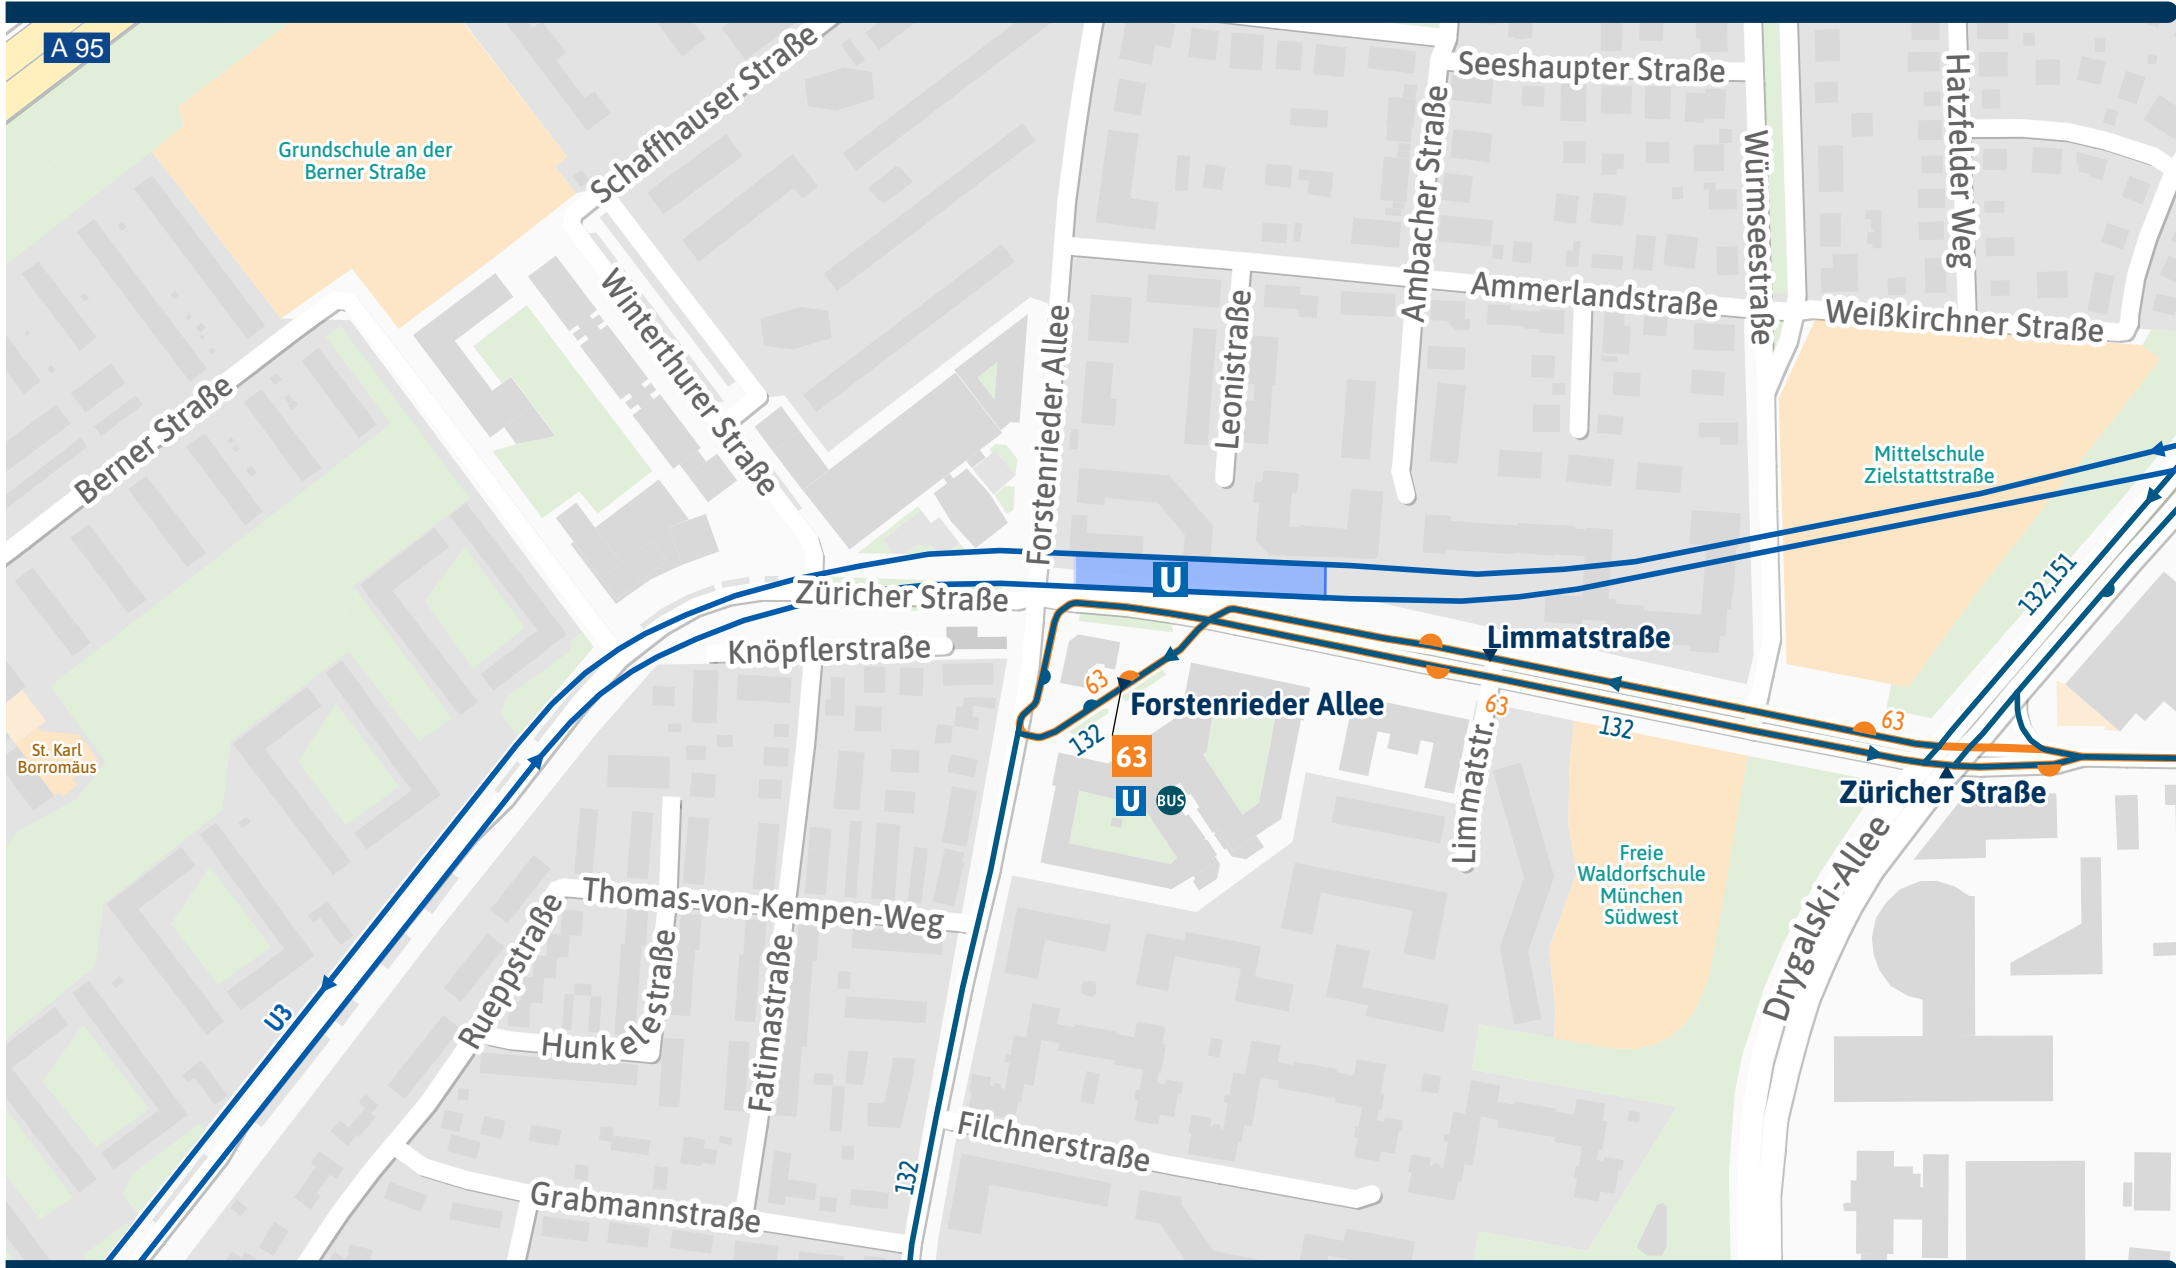 A 95
Grundschule an der
Berner Straße
Schaffhauser Straße
Seeshaupter Straße
Hatzfelder Weg
Ambacher Straße
Würmseestraße
Winterthurer Straße
Ammerlandstraße
Weißkirchner Straße
Leonistraße
Forstenrieder Allee
Berner Straße
Mittelschule
Zielstattstraße
U
132,151
Züricher Straße
Knöpflerstraße
Limmatstraße
63
Forstenrieder Allee
63
132
132
63
63
U
BUS
Limmatstr.
Züricher Straße
St. Karl
Borromäus
Freie
Waldorfschule
München
Südwest
Drygalski-Allee
Thomas-von-Kempen-Weg
Rueppstraße
Hunkelestraße
Fatimastraße
U3
Filchnerstraße
132
Grabmannstraße